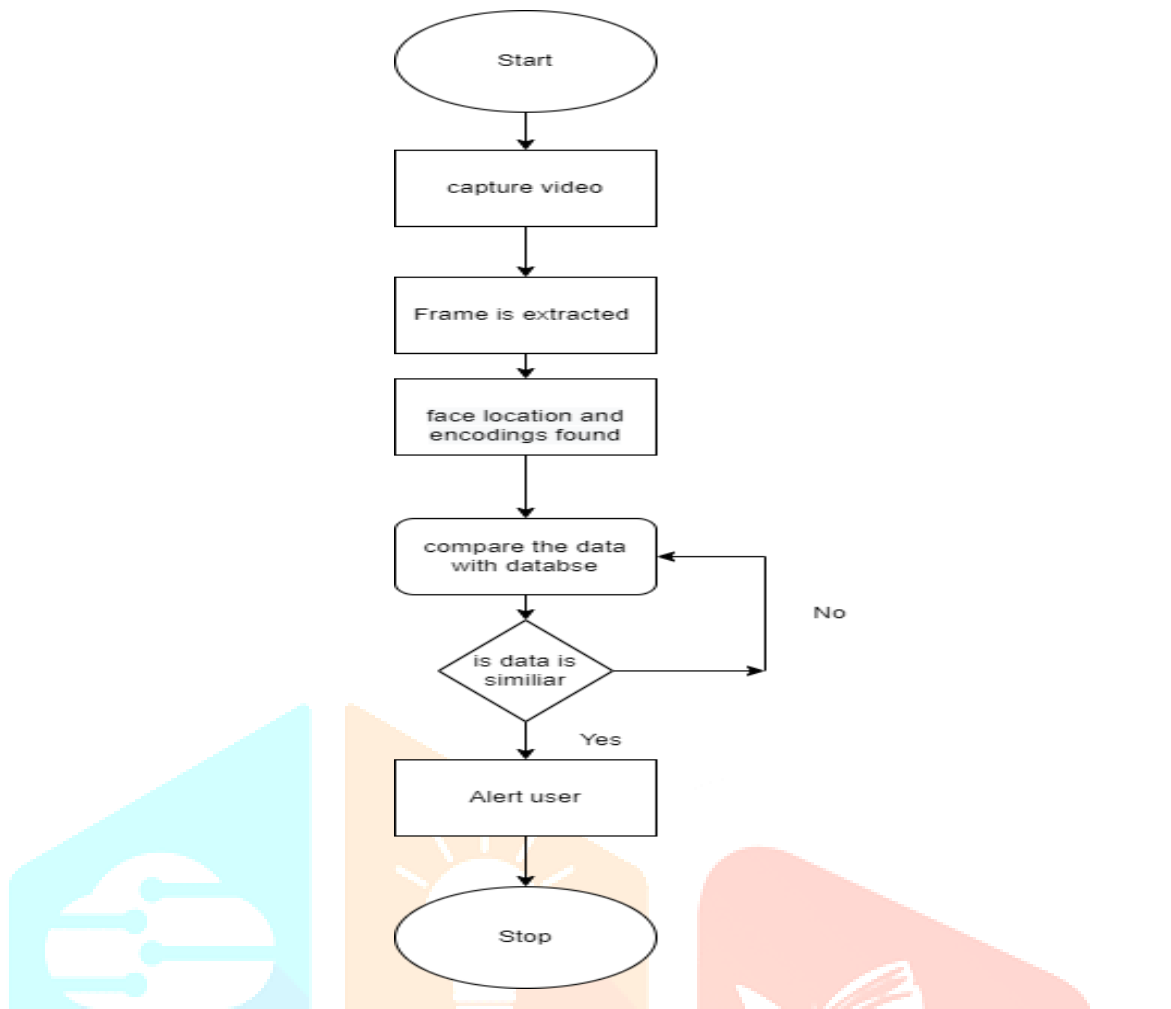 Start
capture video
Frame is extracted
face location and
encodings found
compare the data
with databse
No
is data is
similiar
Yes
Alert user
Stop